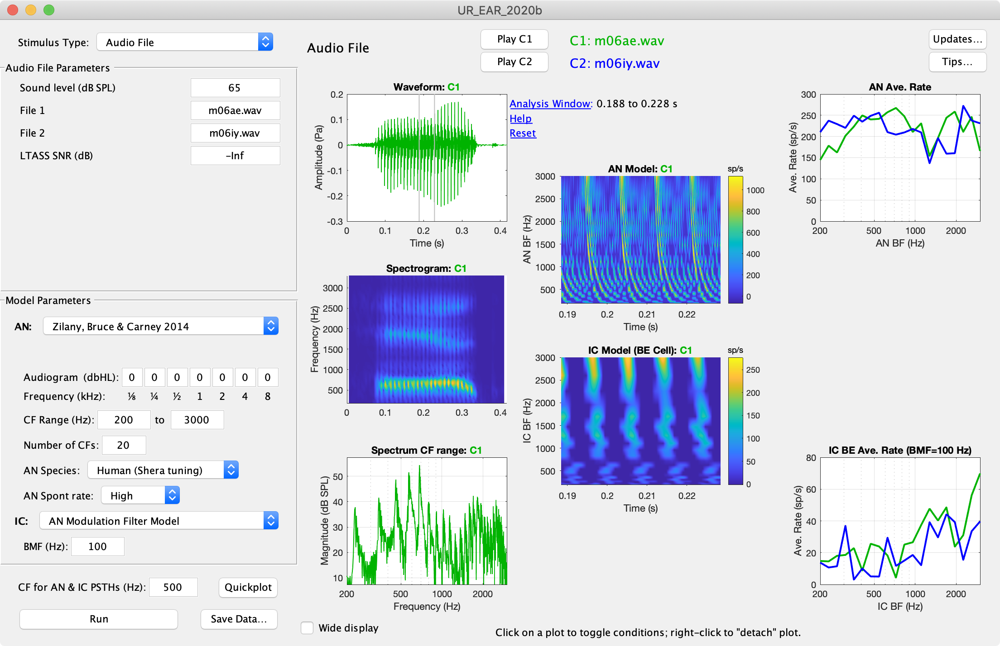 UR_EAR_2020b
Stimulus Type: Audio File
Audio File Parameters
Sound level (dB SPL) 65
File 1 m06ae.wav
File 2 m06iy.wav
LTASS SNR (dB) -Inf
Model Parameters
AN: Zilany, Bruce & Carney 2014
Audiogram (dbHL): 0 0 0 0 0 0 0
Frequency (kHz): ⅛ ¼ ½ 1 2 4 8
CF Range (Hz): 200 to 3000
Number of CFs: 20
AN Species: Human (Shera tuning)
AN Spont rate: High
IC: AN Modulation Filter Model
BMF (Hz): 100
CF for AN & IC PSTHs (Hz): 500 Quickplot
Run Save Data...
Audio File
Play C1 C1: m06ae.wav
Play C2 C2: m06iy.wav
Updates...
Tips...
Waveform: C1
0.2
0.1
0
-0.1
-0.2
-0.3
Amplitude (Pa)
0 0.1 0.2 0.3 0.4
Time (s)
Analysis Window: 0.188 to 0.228 s
Help
Reset
Spectrogram: C1
3000
2500
2000
1500
1000
500
Frequency (Hz)
0 0.1 0.2 0.3 0.4
Spectrum CF range: C1
50
40
30
20
10
Magnitude (dB SPL)
200 500 1000 2000
Frequency (Hz)
AN Model: C1
sp/s
3000
2500
2000
1500
1000
500
AN BF (Hz)
0.19 0.2 0.21 0.22
Time (s)
1000
800
600
400
200
0
IC Model (BE Cell): C1
sp/s
3000
2500
2000
1500
1000
500
IC BF (Hz)
0.19 0.2 0.21 0.22
Time (s)
250
200
150
100
50
0
AN Ave. Rate
300
250
200
150
100
50
0
Ave. Rate (sp/s)
200 500 1000 2000
AN BF (Hz)
IC BE Ave. Rate (BMF=100 Hz)
80
60
40
20
0
Ave. Rate (sp/s)
200 500 1000 2000
IC BF (Hz)
Wide display
Click on a plot to toggle conditions; right-click to "detach" plot.